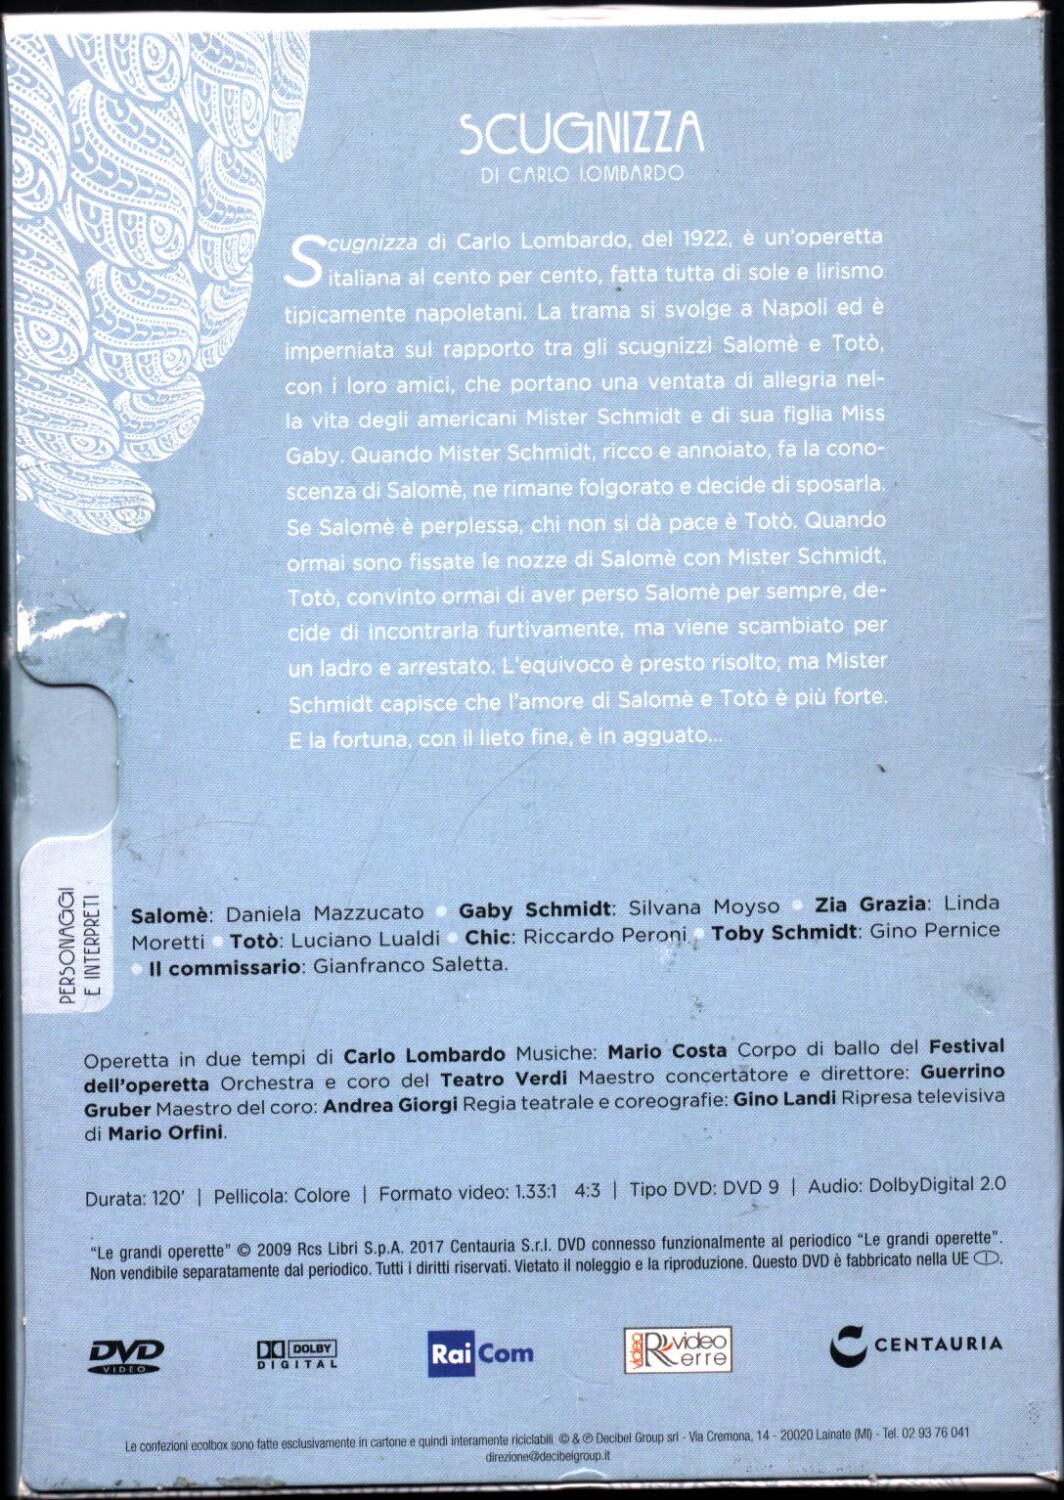 SCUGNIZZA
DI CARLO LOMBARDO
Scugnizza di Carlo Lombardo, del 1922, è un'operetta
italiana al cento per cento, fatta tutta di sole e lirismo
tipicamente napoletani. La trama si svolge a Napoli ed è
imperniata sul rapporto tra gli scugnizzi Salomè e Totò,
con i loro amici, che portano una ventata di allegria nel-
la vita degli americani Mister Schmidt e di sua figlia Miss
Gaby. Quando Mister Schmidt, ricco e annoiato, fa la cono-
scenza di Salomè, ne rimane folgorato e decide di sposarla.
Se Salomè è perplessa, chi non si dà pace è Totò. Quando
ormai sono fissate le nozze di Salomè con Mister Schmidt,
Totò, convinto ormai di aver perso Salomè per sempre, de-
cide di incontrarla furtivamente, ma viene scambiato per
un ladro e arrestato. L'equivoco è presto risolto, ma Mister
Schmidt capisce che l'amore di Salomè e Totò è più forte.
E la fortuna, con il lieto fine, è in agguato...
PERSONAGGI
E INTERPRETI
Salomè: Daniela Mazzucato • Gaby Schmidt: Silvana Moyso • Zia Grazia: Linda
Moretti • Totò: Luciano Lualdi • Chic: Riccardo Peroni • Toby Schmidt: Gino Pernice
• Il commissario: Gianfranco Saletta.
Operetta in due tempi di Carlo Lombardo Musiche: Mario Costa Corpo di ballo del Festival
dell'operetta Orchestra e coro del Teatro Verdi Maestro concertatore e direttore: Guerrino
Gruber Maestro del coro: Andrea Giorgi Regia teatrale e coreografie: Gino Landi Ripresa televisiva
di Mario Orfini.
Durata: 120' | Pellicola: Colore | Formato video: 1.33:1 4:3 | Tipo DVD: DVD 9 | Audio: DolbyDigital 2.0
"Le grandi operette" © 2009 Rcs Libri S.p.A. 2017 Centauria S.r.l. DVD connesso funzionalmente al periodico "Le grandi operette".
Non vendibile separatamente dal periodico. Tutti i diritti riservati. Vietato il noleggio e la riproduzione. Questo DVD è fabbricato nella UE (I).
DVD VIDEO
DOLBY DIGITAL
Rai Com
video R video erre
CENTAURIA
Le confezioni ecolbox sono fatte esclusivamente in cartone e quindi interamente riciclabili © & ℗ Decibel Group srl - Via Cremona, 14 - 20020 Lainate (MI) - Tel. 02 93 76 041
direzione@decibelgroup.it